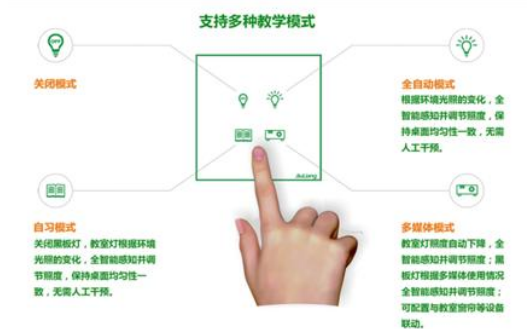 支持多种教学模式
OFF
关闭模式
全自动模式
根据环境光照的变化，全
智能感知并调节照度，保
持桌面均匀性一致，无需
人工干预。
自习模式
关闭黑板灯，教室灯根据环境
光照的变化，全智能感知并调
节照度，保持桌面均匀性一
致，无需人工干预。
多媒体模式
教室灯照度自动下降，全
智能感知并调节照度；黑
板灯根据多媒体使用情况
全智能感知并调节照度；
可配置与教室窗帘等设备
联动。